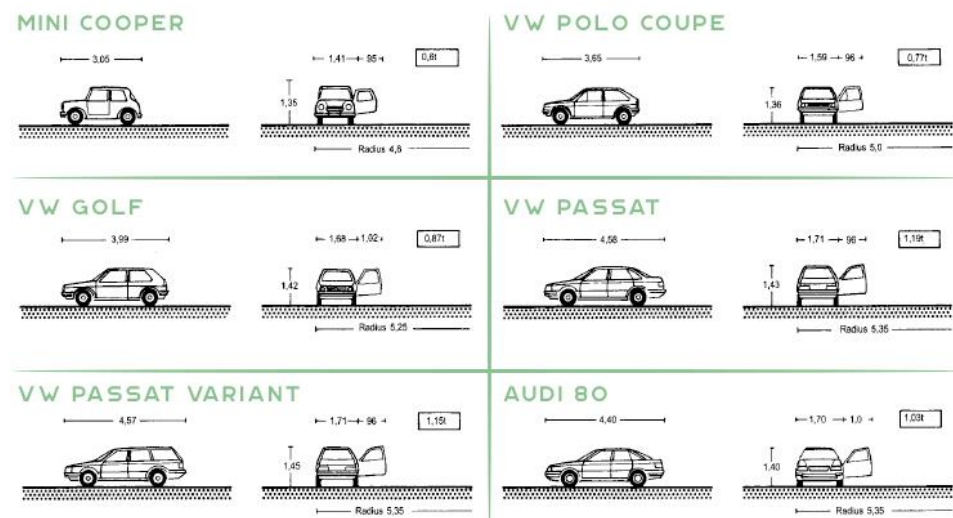 MINI COOPER
3,05
1,41
95
0,6t
1,35
Radius 4,6
VW POLO COUPE
3,65
1,59
96
0,77t
1,36
Radius 5,0
VW GOLF
3,99
1,68
1,02
0,87t
1,42
Radius 5,25
VW PASSAT
4,56
1,71
96
1,19t
1,43
Radius 5,35
VW PASSAT VARIANT
4,57
1,71
96
1,15t
1,45
Radius 5,35
AUDI 80
4,40
1,70
1,0
1,03t
1,40
Radius 5,35